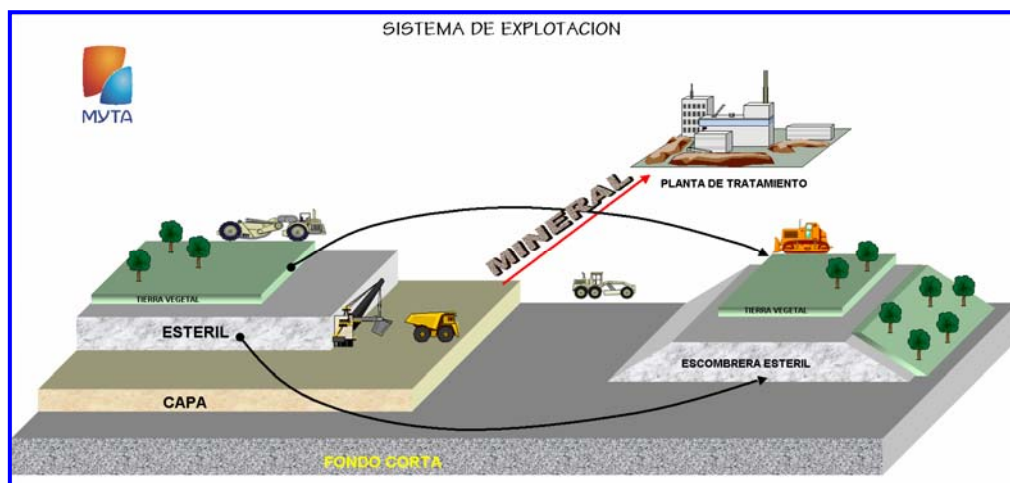 SISTEMA DE EXPLOTACION
MYTA
PLANTA DE TRATAMIENTO
MINERAL
TIERRA VEGETAL
TIERRA VEGETAL
ESTERIL
ESCOMBRERA ESTERIL
CAPA
FONDO CORTA